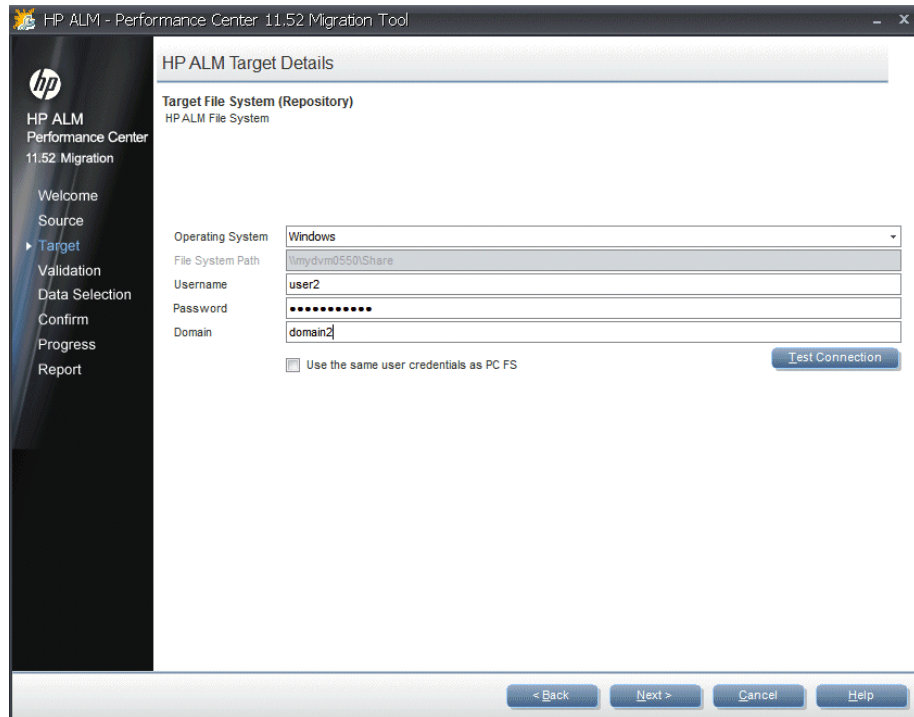 HP ALM - Performance Center 11.52 Migration Tool
hp
HP ALM
Performance Center
11.52 Migration
Welcome
Source
Target
Validation
Data Selection
Confirm
Progress
Report
HP ALM Target Details
Target File System (Repository)
HP ALM File System
Operating System Windows
File System Path \\mydvm0550\Share
Username user2
Password ●●●●●●●●●●●
Domain domain2
Use the same user credentials as PC FS
Test Connection
< Back
Next >
Cancel
Help